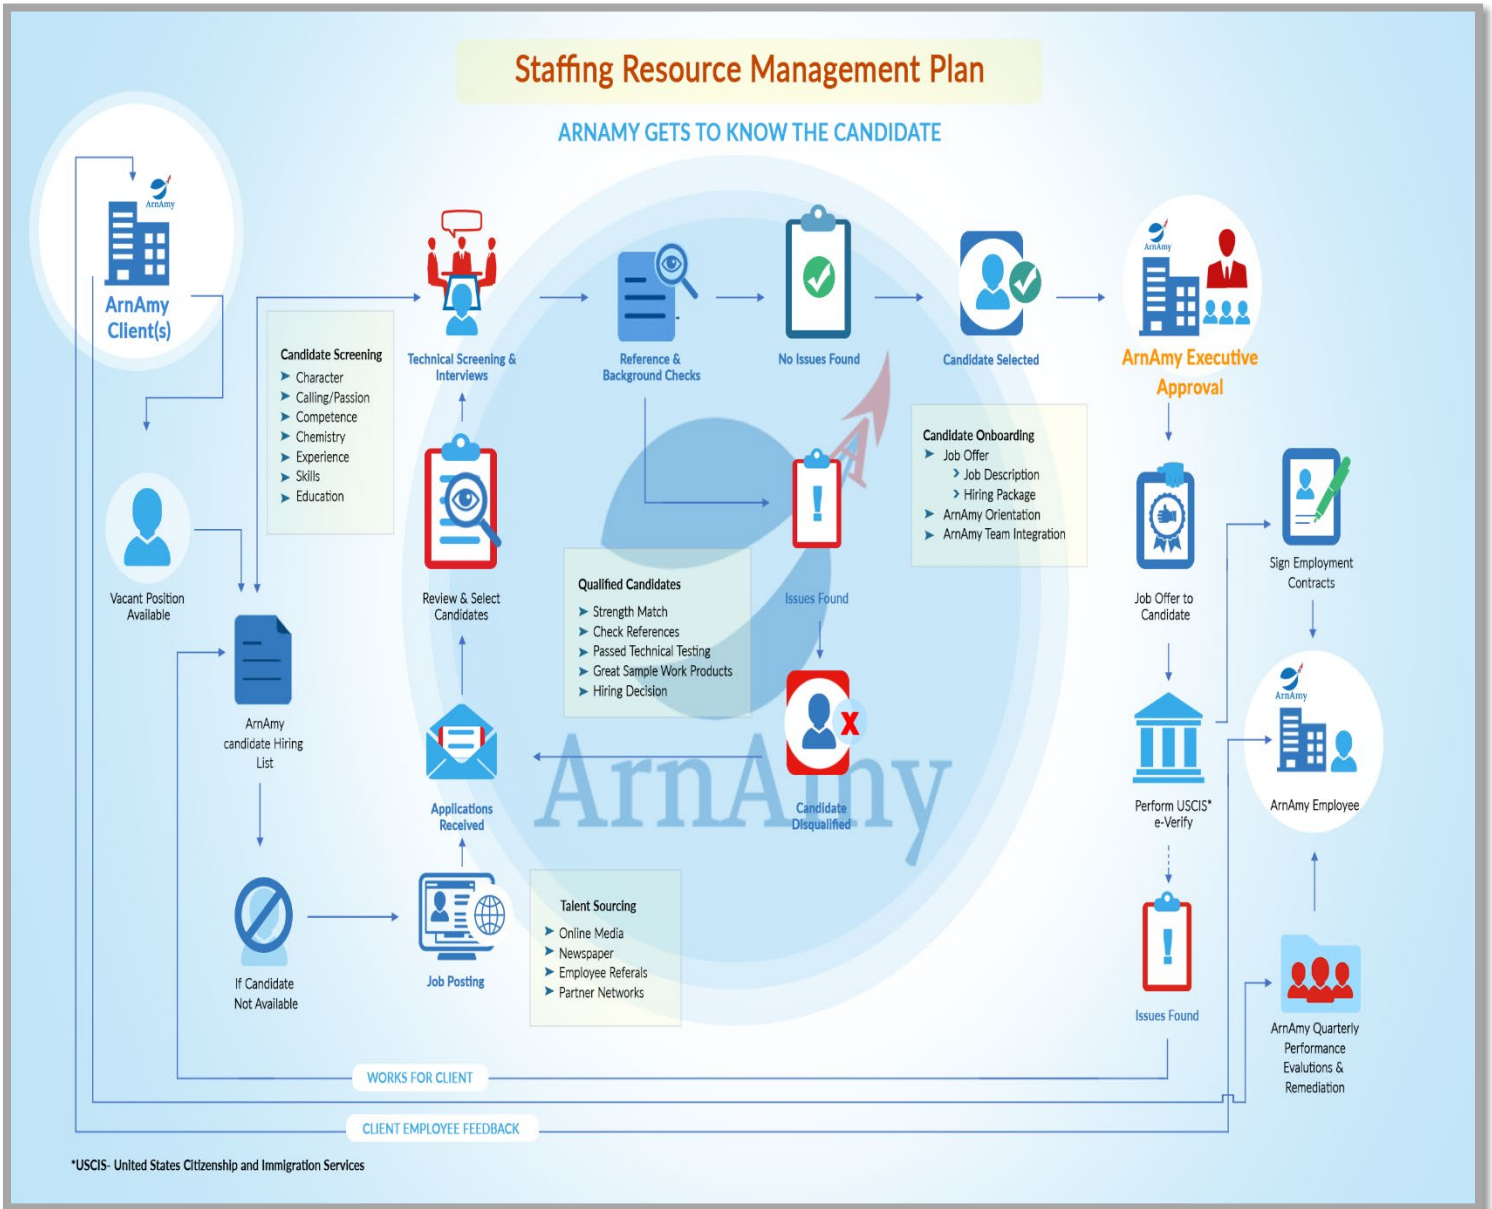 Staffing Resource Management Plan
ARNAMY GETS TO KNOW THE CANDIDATE
ArnAmy
ArnAmy
Client(s)
Vacant Position
Available
ArnAmy
candidate Hiring
List
If Candidate
Not Available
Candidate Screening
Character
Calling/Passion
Competence
Chemistry
Experience
Skills
Education
Technical Screening &
Interviews
Review & Select
Candidates
Applications
Received
Job Posting
Talent Sourcing
Online Media
Newspaper
Employee Referals
Partner Networks
Reference &
Background Checks
No Issues Found
Candidate Selected
ArnAmy
ArnAmy Executive
Approval
Qualified Candidates
Strength Match
Check References
Passed Technical Testing
Great Sample Work Products
Hiring Decision
Issues Found
X
Candidate
Disqualified
ArnAmy
Candidate Onboarding
Job Offer
Job Description
Hiring Package
ArnAmy Orientation
ArnAmy Team Integration
Job Offer to
Candidate
Perform USCIS*
e-Verify
Issues Found
Sign Employment
Contracts
ArnAmy
ArnAmy Employee
ArnAmy Quarterly
Performance
Evalutions &
Remediation
WORKS FOR CLIENT
CLIENT EMPLOYEE FEEDBACK
*USCIS- United States Citizenship and Immigration Services